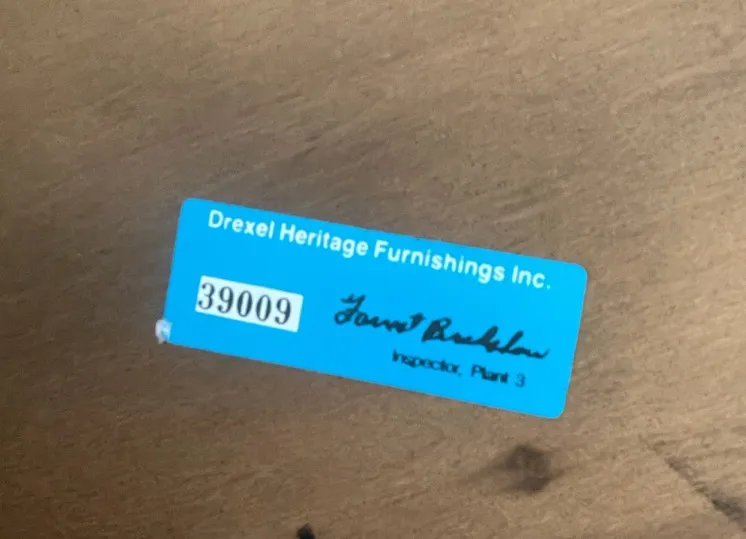 Drexel Heritage Furnishings Inc.
39009
Inspector, Plant 3